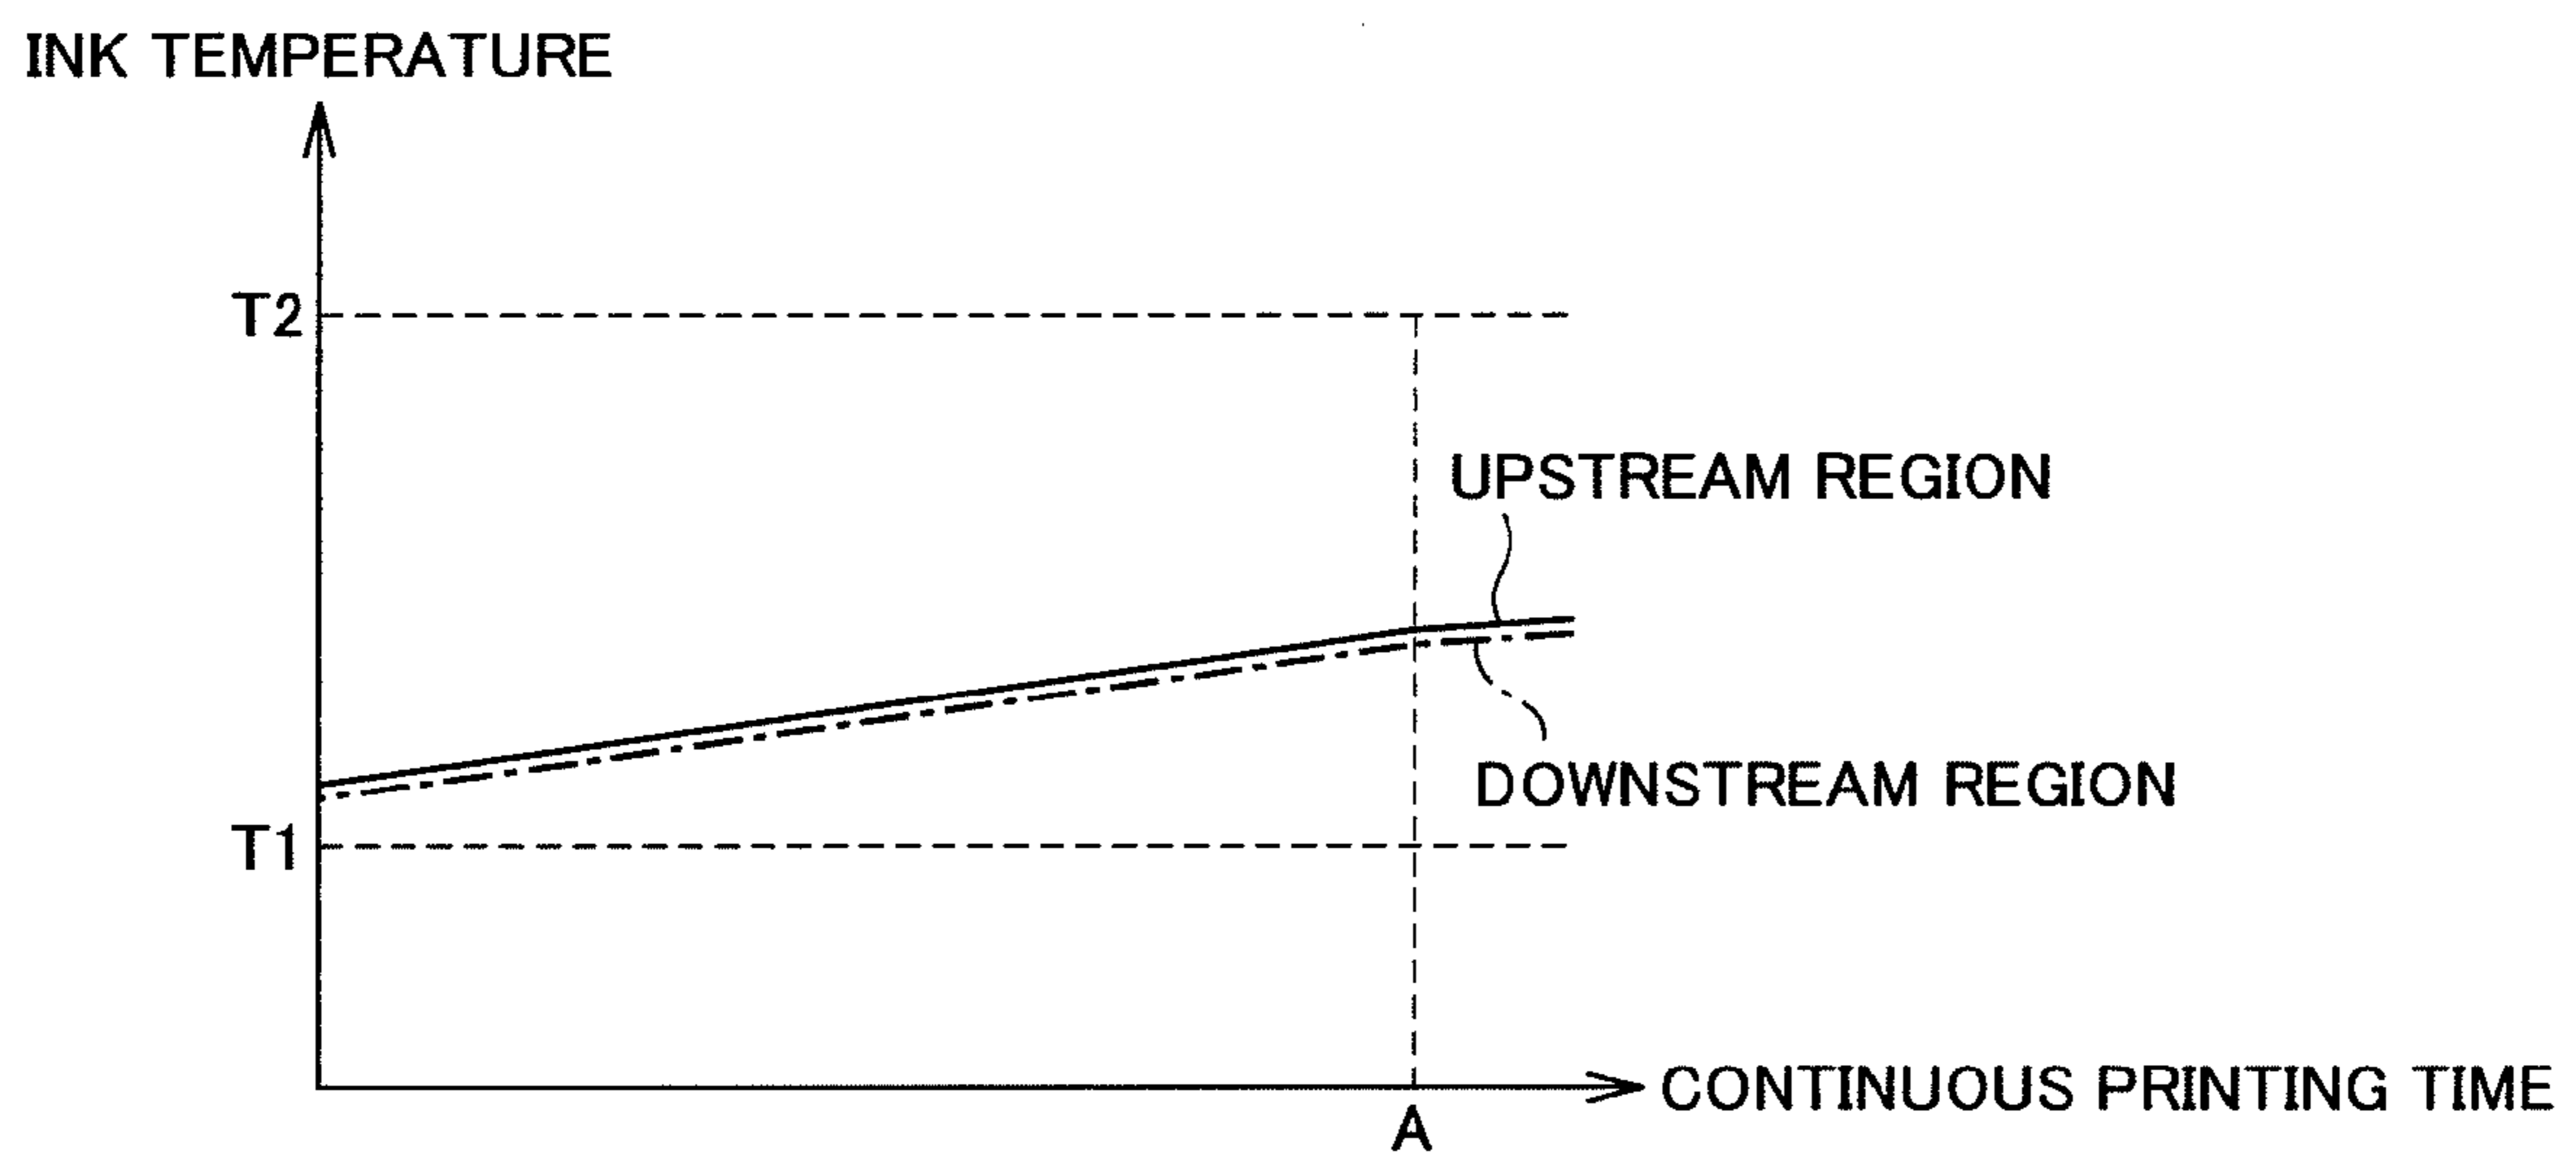 INK TEMPERATURE
T2
UPSTREAM REGION
DOWNSTREAM REGION
T1
CONTINUOUS PRINTING TIME
A